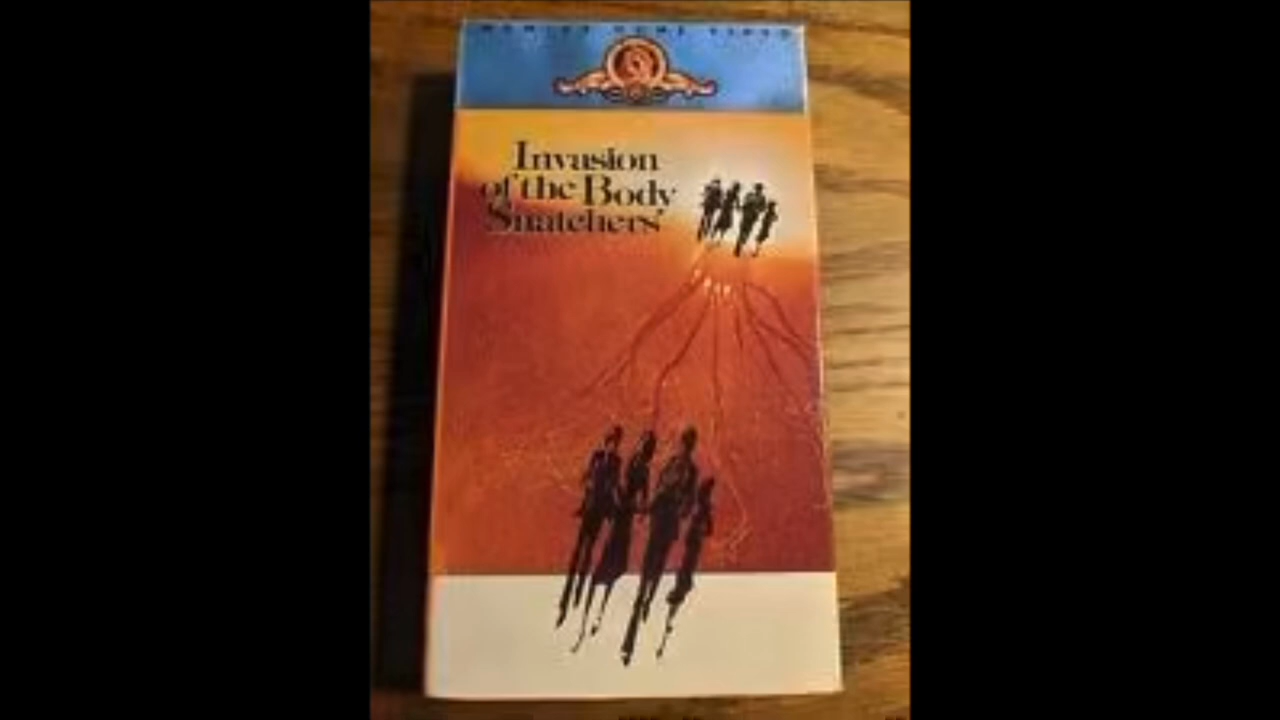 Invasion
of the Body
Snatchers